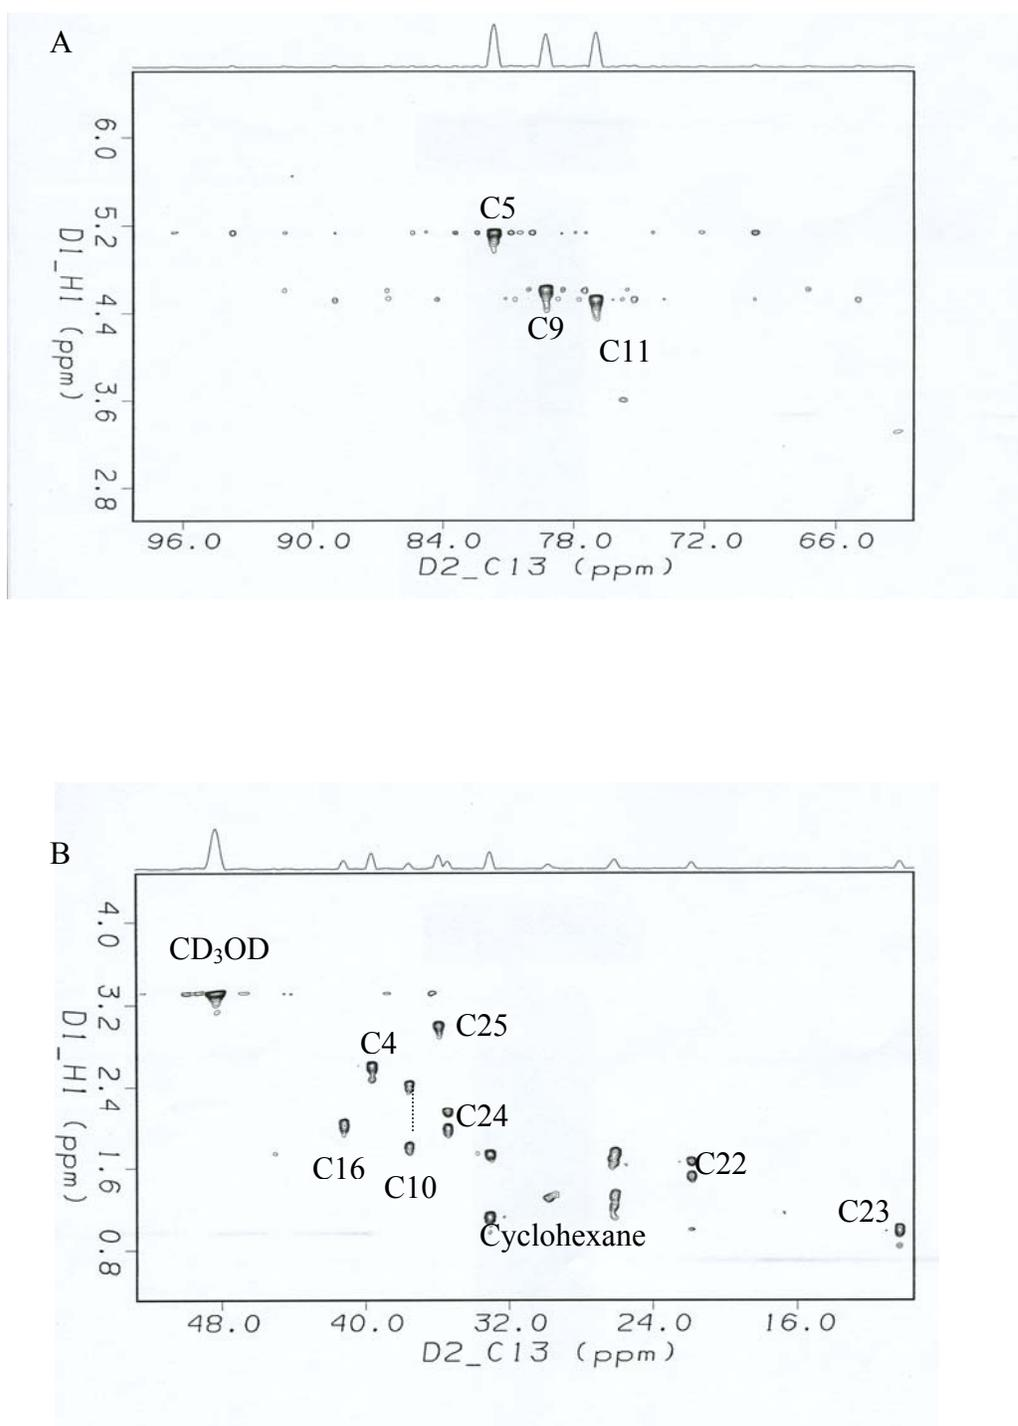 A
6.0
5.2
4.4
3.6
2.8
D1_H1 (ppm)
C5
C9
C11
96.0 90.0 84.0 78.0 72.0 66.0
D2_C13 (ppm)
B
4.0
3.2
2.4
1.6
0.8
D1_H1 (ppm)
CD₃OD
C25
C4
C24
C16
C10
C22
C23
Cyclohexane
48.0 40.0 32.0 24.0 16.0
D2_C13 (ppm)